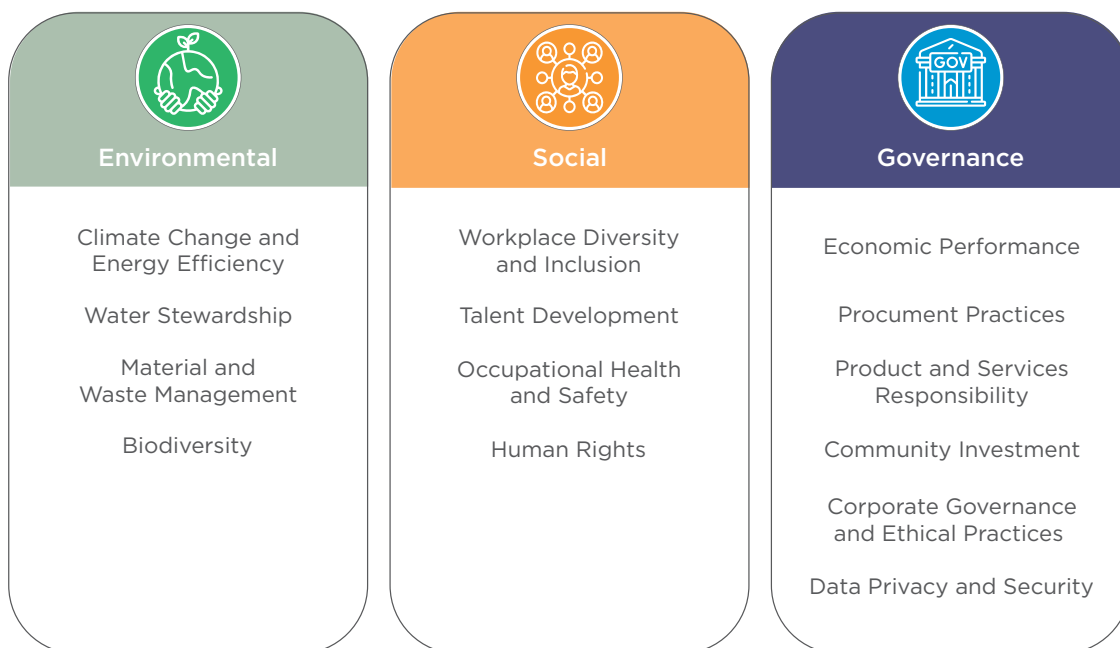 Environmental
Climate Change and
Energy Efficiency
Water Stewardship
Material and
Waste Management
Biodiversity
Social
Workplace Diversity
and Inclusion
Talent Development
Occupational Health
and Safety
Human Rights
GOV
Governance
Economic Performance
Procument Practices
Product and Services
Responsibility
Community Investment
Corporate Governance
and Ethical Practices
Data Privacy and Security